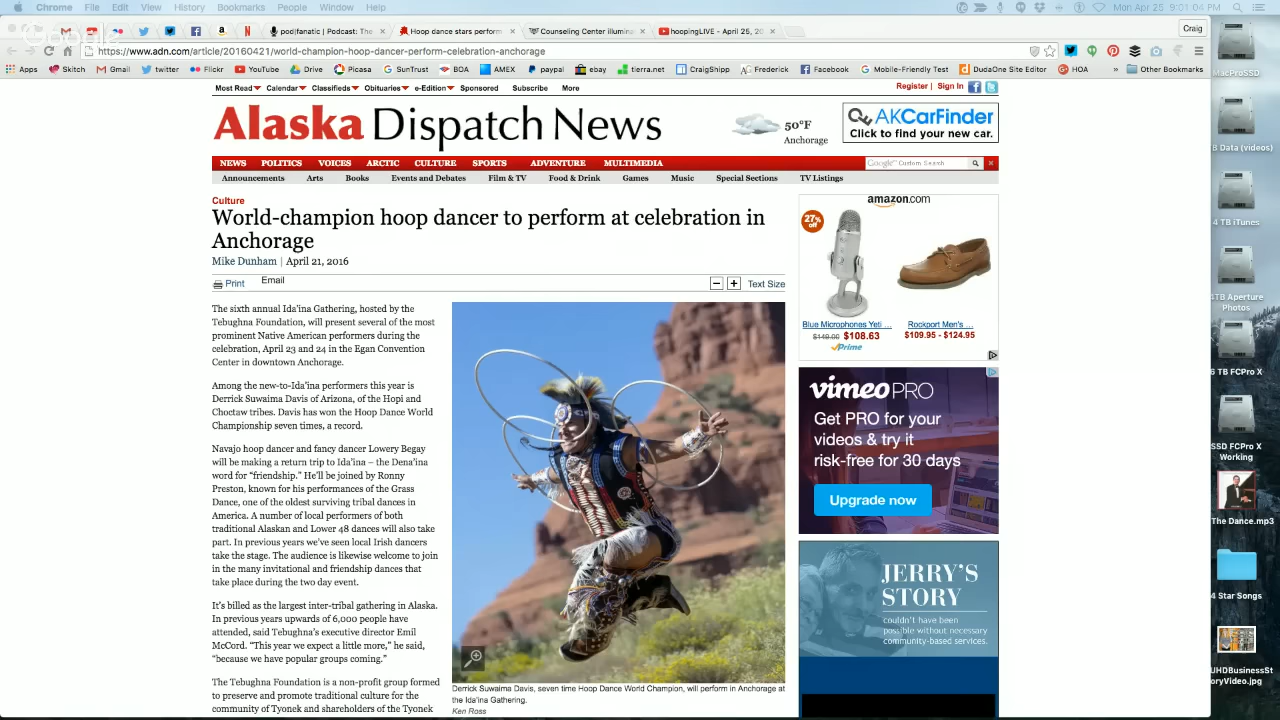 Chrome File Edit View History Bookmarks People Window Help Mon Apr 25 9:01:04 PM
podjfanatic | Podcast: The Hoop dance stars perform Counseling Center illumina hoopingLIVE - April 25, 20 Craig
https://www.adn.com/article/20160421/world-champion-hoop-dancer-perform-celebration-anchorage
Apps Skitch Gmail twitter Flickr YouTube Drive Picasa SunTrust BOA AMEX paypal ebay tierra.net CraigShipp Frederick Facebook Mobile-Friendly Test DudaOne Site Editor HOA » Other Bookmarks
Most Read Calendar Classifieds Obituaries e-Edition Sponsored Subscribe More
Register | Sign In
Alaska Dispatch News
50°F
Anchorage
AKCarFinder
Click to find your new car.
NEWS POLITICS VOICES ARCTIC CULTURE SPORTS ADVENTURE MULTIMEDIA
Google Custom Search
Announcements Arts Books Events and Debates Film & TV Food & Drink Games Music Special Sections TV Listings
Culture
World-champion hoop dancer to perform at celebration in
Anchorage
Mike Dunham | April 21, 2016
Print Email Text Size
The sixth annual Ida'ina Gathering, hosted by the
Tebughna Foundation, will present several of the most
prominent Native American performers during the
celebration, April 23 and 24 in the Egan Convention
Center in downtown Anchorage.
Among the new-to-Ida'ina performers this year is
Derrick Suwaima Davis of Arizona, of the Hopi and
Choctaw tribes. Davis has won the Hoop Dance World
Championship seven times, a record.
Navajo hoop dancer and fancy dancer Lowery Begay
will be making a return trip to Ida'ina – the Dena'ina
word for "friendship." He'll be joined by Ronny
Preston, known for his performances of the Grass
Dance, one of the oldest surviving tribal dances in
America. A number of local performers of both
traditional Alaskan and Lower 48 dances will also take
part. In previous years we've seen local Irish dancers
take the stage. The audience is likewise welcome to join
in the many invitational and friendship dances that
take place during the two day event.
It's billed as the largest inter-tribal gathering in Alaska.
In previous years upwards of 6,000 people have
attended, said Tebughna's executive director Emil
McCord. "This year we expect a little more," he said,
"because we have popular groups coming."
The Tebughna Foundation is a non-profit group formed
to preserve and promote traditional culture for the
community of Tyonek and shareholders of the Tyonek
Derrick Suwaima Davis, seven time Hoop Dance World Champion, will perform in Anchorage at
the Ida'ina Gathering.
Ken Ross
amazon.com
27%
off
Blue Microphones Yeti ... Rockport Men's ...
$149.00 $108.63 $109.95 - $124.95
Prime
vimeo PRO
Get PRO for your
videos & try it
risk-free for 30 days
Upgrade now
JERRY'S
STORY
couldn't have been
possible without necessary
community-based services.
MacProSSD
B Data (videos)
4 TB iTunes
4TB Aperture
Photos
6 TB FCPro X
SSD FCPro X
Working
The Dance.mp3
4 Star Songs
UHDBusinessSt
oryVideo.jpg